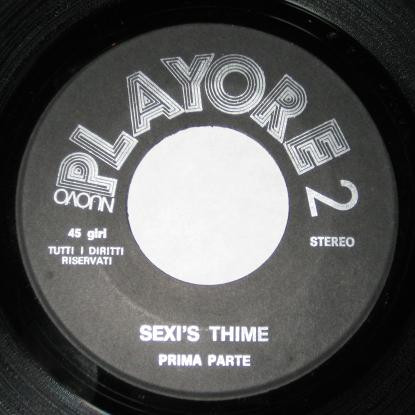 NUOVO
PLAYORE 2
45 giri
TUTTI I DIRITTI
RISERVATI
STEREO
SEXI'S THIME
PRIMA PARTE